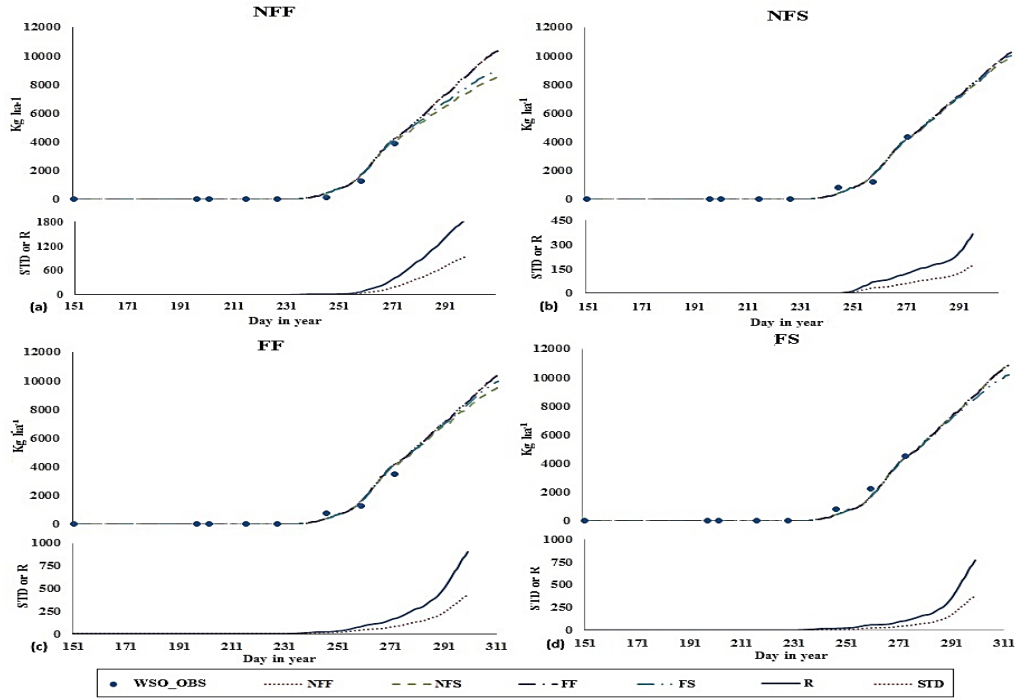 NFF
12000
10000
8000
6000
4000
2000
0
Kg ha-1
1800
1200
600
0
STD or R
(a)
151 171 191 211 231 251 271 291
Day in year
NFS
12000
10000
8000
6000
4000
2000
0
Kg ha-1
450
300
150
0
STD or R
(b)
151 171 191 211 231 251 271 291
Day in year
FF
12000
10000
8000
6000
4000
2000
0
Kg ha-1
1000
750
500
250
0
STD or R
(c)
151 171 191 211 231 251 271 291 311
Day in year
FS
12000
10000
8000
6000
4000
2000
0
Kg ha-1
1000
750
500
250
0
STD or R
(d)
151 171 191 211 231 251 271 291 311
Day in year
WSO_OBS NFF NFS FF FS R STD